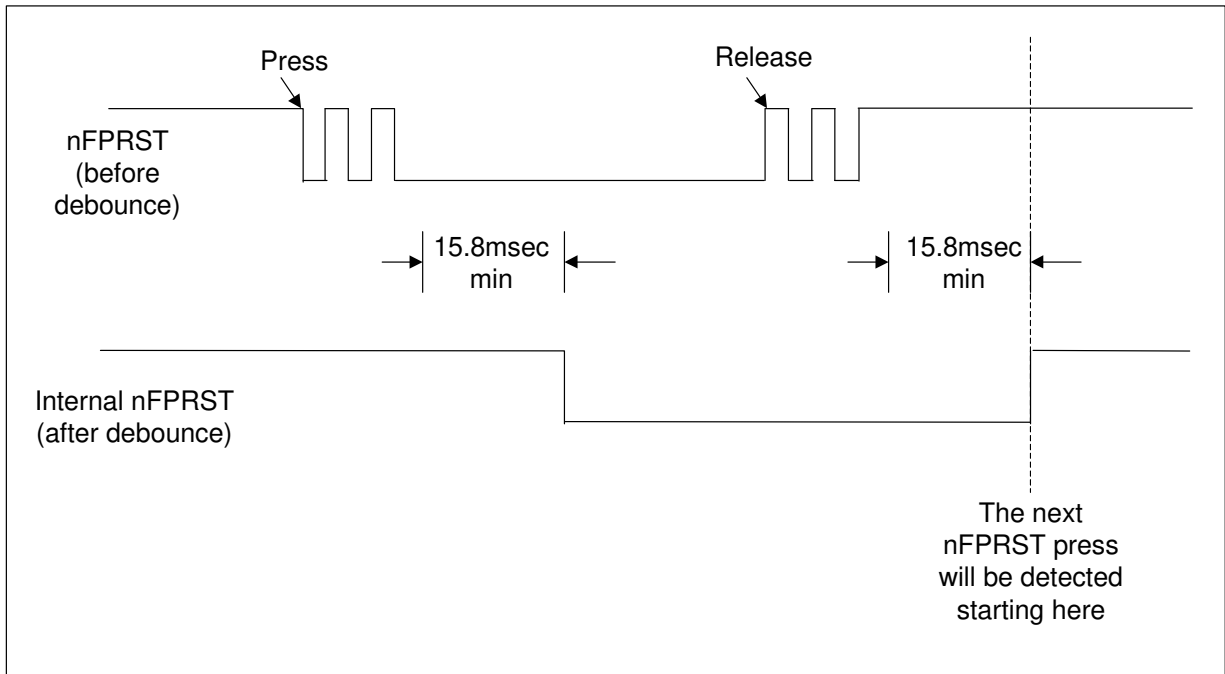 Press
Release
nFPRST
(before
debounce)
15.8msec
min
15.8msec
min
Internal nFPRST
(after debounce)
The next
nFPRST press
will be detected
starting here